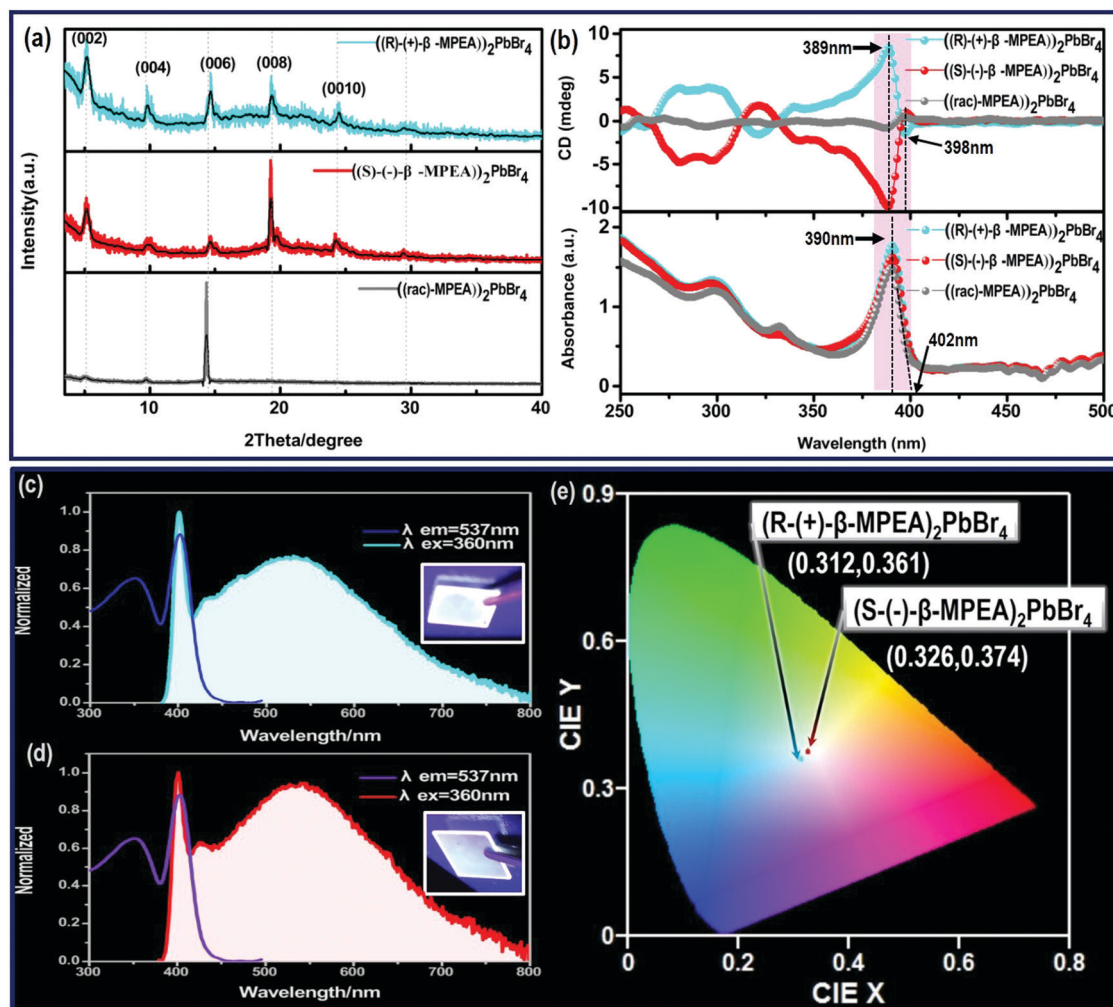 (a)
(002)
(004)
(006)
(008)
(0010)
((R)-(+)-β -MPEA))₂PbBr₄
((S)-(-)-β -MPEA))₂PbBr₄
((rac)-MPEA))₂PbBr₄
Intensity(a.u.)
10
20
30
40
2Theta/degree
(b)
10
5
0
-5
-10
CD (mdeg)
389nm
398nm
((R)-(+)-β -MPEA))₂PbBr₄
((S)-(-)-β -MPEA))₂PbBr₄
((rac)-MPEA))₂PbBr₄
2
1
0
Absorbance (a.u.)
390nm
402nm
((R)-(+)-β -MPEA))₂PbBr₄
((S)-(-)-β -MPEA))₂PbBr₄
((rac)-MPEA))₂PbBr₄
250
300
350
400
450
500
Wavelength (nm)
(c)
1.0
0.8
0.6
0.4
0.2
0.0
Normalized
λ em=537nm
λ ex=360nm
300
400
500
600
700
800
Wavelength/nm
(d)
1.0
0.8
0.6
0.4
0.2
0.0
Normalized
λ em=537nm
λ ex=360nm
300
400
500
600
700
800
Wavelength/nm
(e)
0.9
0.6
0.3
0
CIE Y
(R-(+)-β-MPEA)₂PbBr₄
(0.312,0.361)
(S-(-)-β-MPEA)₂PbBr₄
(0.326,0.374)
0
0.2
0.4
0.6
0.8
CIE X